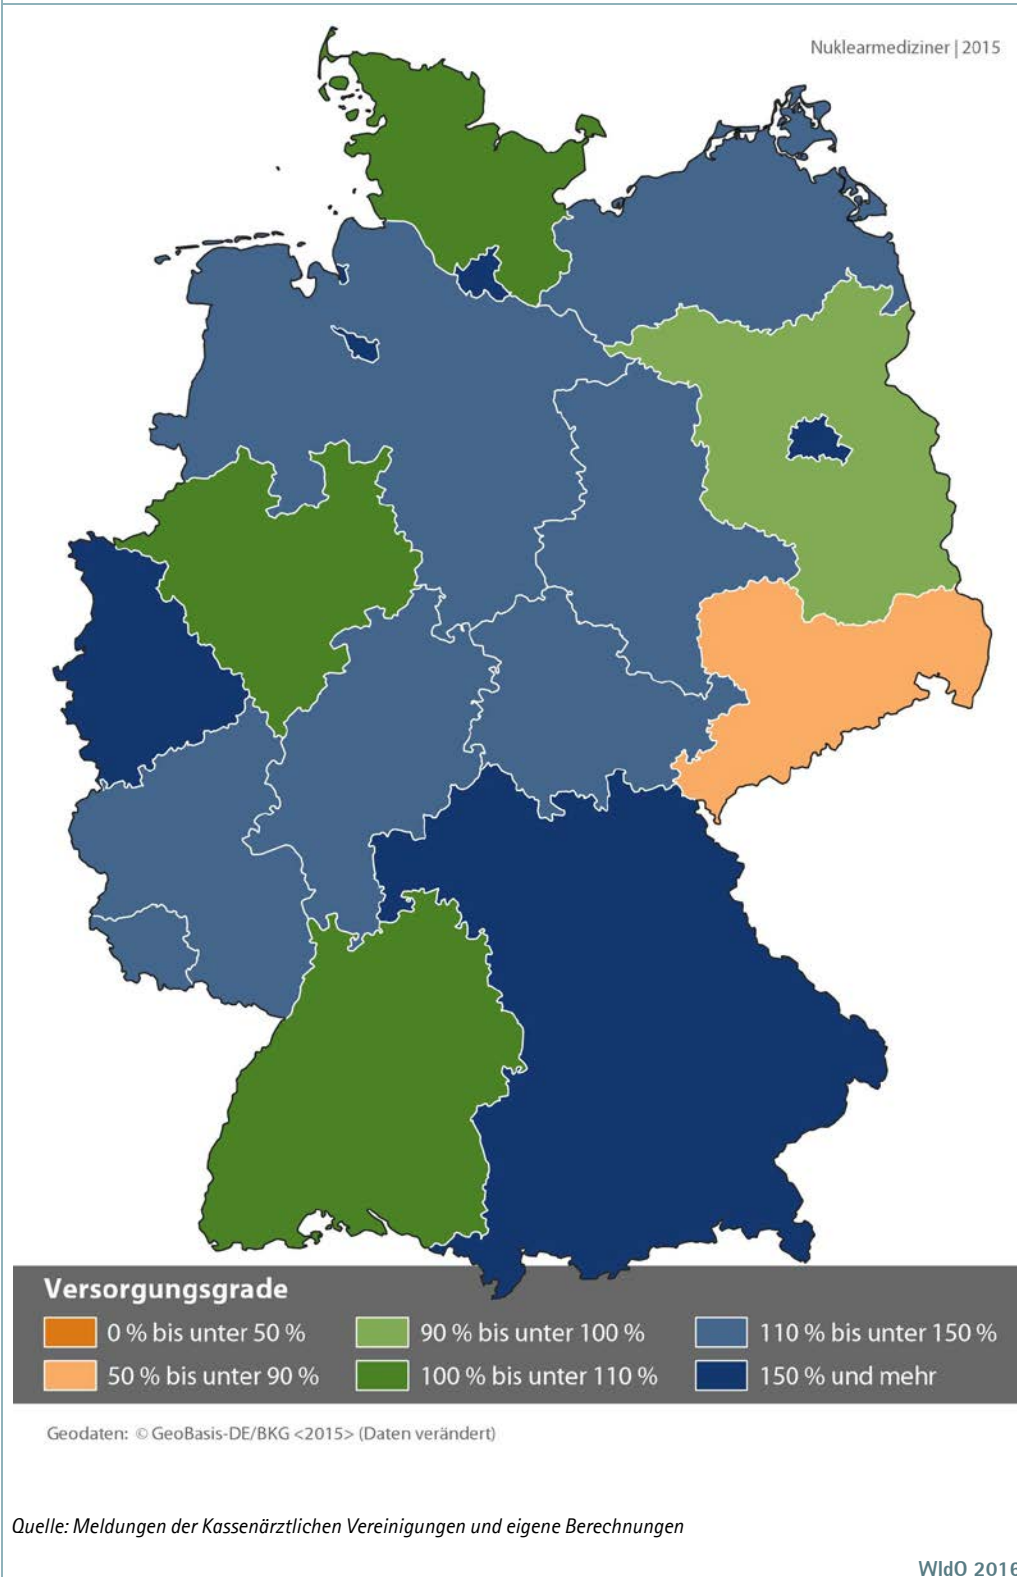 Nuklearmediziner | 2015
Versorgungsgrade
0 % bis unter 50 %
90 % bis unter 100 %
110 % bis unter 150 %
50 % bis unter 90 %
100 % bis unter 110 %
150 % und mehr
Geodaten: © GeoBasis-DE/BKG <2015> (Daten verändert)
Quelle: Meldungen der Kassenärztlichen Vereinigungen und eigene Berechnungen
WIdO 2016